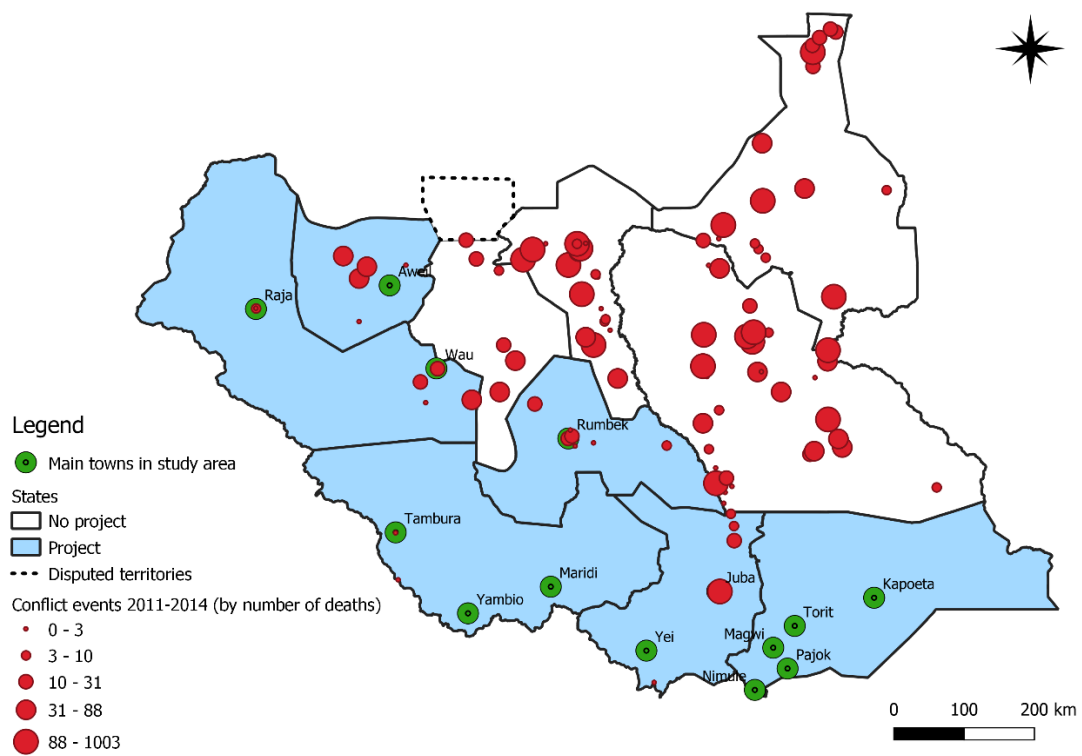 Aweil
Raja
Wau
Rumbek
Tambura
Maridi
Yambio
Juba
Kapoeta
Torit
Yei
Magwi
Pajok
Nimule
Legend
Main towns in study area
States
No project
Project
Disputed territories
Conflict events 2011-2014 (by number of deaths)
0 - 3
3 - 10
10 - 31
31 - 88
88 - 1003
0 100 200 km